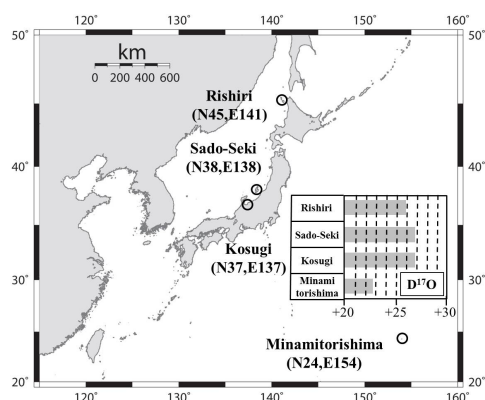 120° 130° 140° 150° 160°
50°
50°
km
0 200 400 600
Rishiri
(N45,E141)
Sado-Seki
(N38,E138)
40°
40°
Kosugi
(N37,E137)
Rishiri
Sado-Seki
Kosugi
Minami
torishima
D¹⁷O
+20 +25 +30
30°
30°
Minamitorishima
(N24,E154)
20°
20°
120° 130° 140° 150° 160°